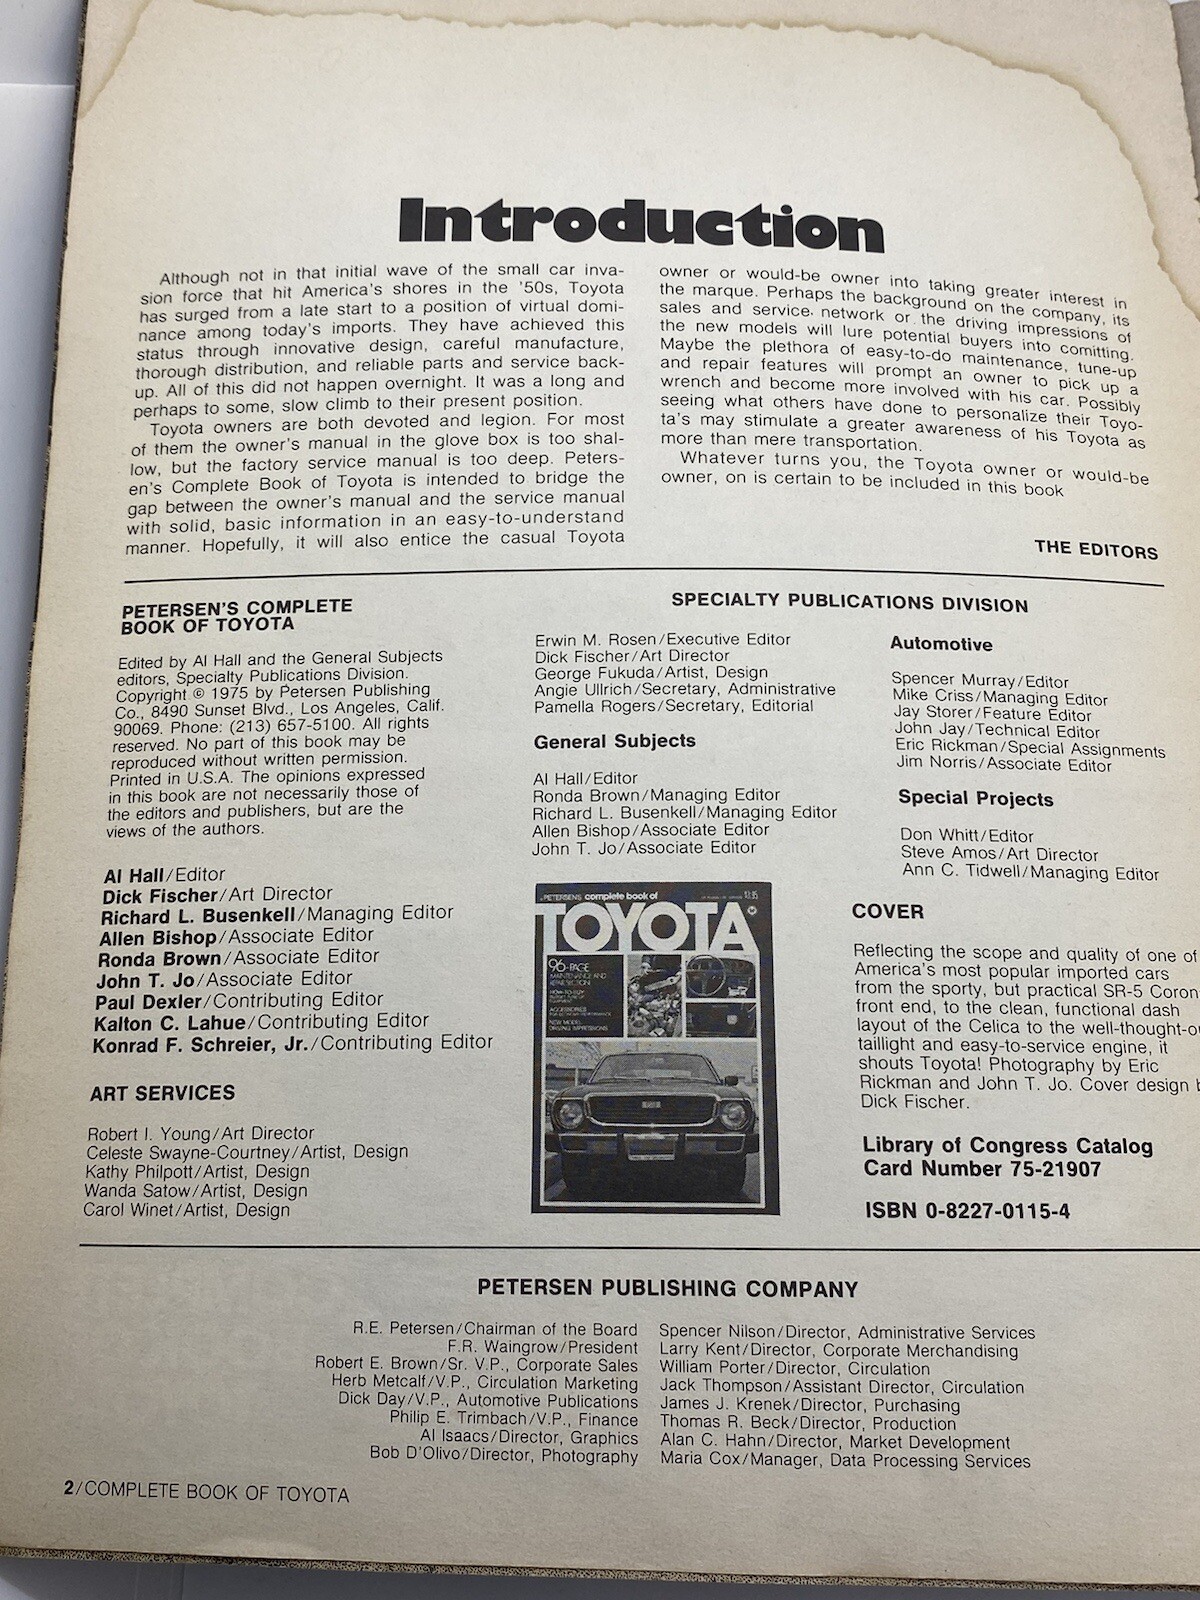 Introduction
Although not in that initial wave of the small car inva-
sion force that hit America's shores in the '50s, Toyota
has surged from a late start to a position of virtual domi-
nance among today's imports. They have achieved this
status through innovative design, careful manufacture,
thorough distribution, and reliable parts and service back-
up. All of this did not happen overnight. It was a long and
perhaps to some, slow climb to their present position.
Toyota owners are both devoted and legion. For most
of them the owner's manual in the glove box is too shal-
low, but the factory service manual is too deep. Peters-
en's Complete Book of Toyota is intended to bridge the
gap between the owner's manual and the service manual
with solid, basic information in an easy-to-understand
manner. Hopefully, it will also entice the casual Toyota
owner or would-be owner into taking greater interest in
the marque. Perhaps the background on the company, its
sales and service network or the driving impressions of
the new models will lure potential buyers into comitting.
Maybe the plethora of easy-to-do maintenance, tune-up
and repair features will prompt an owner to pick up a
wrench and become more involved with his car. Possibly
seeing what others have done to personalize their Toyo-
ta's may stimulate a greater awareness of his Toyota as
more than mere transportation.
Whatever turns you, the Toyota owner or would-be
owner, on is certain to be included in this book
THE EDITORS
PETERSEN'S COMPLETE
BOOK OF TOYOTA
Edited by Al Hall and the General Subjects
editors, Specialty Publications Division.
Copyright © 1975 by Petersen Publishing
Co., 8490 Sunset Blvd., Los Angeles, Calif.
90069. Phone: (213) 657-5100. All rights
reserved. No part of this book may be
reproduced without written permission.
Printed in U.S.A. The opinions expressed
in this book are not necessarily those of
the editors and publishers, but are the
views of the authors.
Al Hall/Editor
Dick Fischer/Art Director
Richard L. Busenkell/Managing Editor
Allen Bishop/Associate Editor
Ronda Brown/Associate Editor
John T. Jo/Associate Editor
Paul Dexler/Contributing Editor
Kalton C. Lahue/Contributing Editor
Konrad F. Schreier, Jr./Contributing Editor
ART SERVICES
Robert I. Young/Art Director
Celeste Swayne-Courtney/Artist, Design
Kathy Philpott/Artist, Design
Wanda Satow/Artist, Design
Carol Winet/Artist, Design
SPECIALTY PUBLICATIONS DIVISION
Erwin M. Rosen/Executive Editor
Dick Fischer/Art Director
George Fukuda/Artist, Design
Angie Ullrich/Secretary, Administrative
Pamella Rogers/Secretary, Editorial
General Subjects
Al Hall/Editor
Ronda Brown/Managing Editor
Richard L. Busenkell/Managing Editor
Allen Bishop/Associate Editor
John T. Jo/Associate Editor
PETERSEN'S complete book of
TOYOTA
96-PAGE
MAINTENANCE AND
REPAIR SECTION
ACCESSORIES
NEW MODEL
DRIVING IMPRESSIONS
Automotive
Spencer Murray/Editor
Mike Criss/Managing Editor
Jay Storer/Feature Editor
John Jay/Technical Editor
Eric Rickman/Special Assignments
Jim Norris/Associate Editor
Special Projects
Don Whitt/Editor
Steve Amos/Art Director
Ann C. Tidwell/Managing Editor
COVER
Reflecting the scope and quality of one of
America's most popular imported cars
from the sporty, but practical SR-5 Coron
front end, to the clean, functional dash
layout of the Celica to the well-thought-o
taillight and easy-to-service engine, it
shouts Toyota! Photography by Eric
Rickman and John T. Jo. Cover design
Dick Fischer.
Library of Congress Catalog
Card Number 75-21907
ISBN 0-8227-0115-4
PETERSEN PUBLISHING COMPANY
R.E. Petersen/Chairman of the Board
F.R. Waingrow/President
Robert E. Brown/Sr. V.P., Corporate Sales
Herb Metcalf/V.P., Circulation Marketing
Dick Day/V.P., Automotive Publications
Philip E. Trimbach/V.P., Finance
Al Isaacs/Director, Graphics
Bob D'Olivo/Director, Photography
Spencer Nilson/Director, Administrative Services
Larry Kent/Director, Corporate Merchandising
William Porter/Director, Circulation
Jack Thompson/Assistant Director, Circulation
James J. Krenek/Director, Purchasing
Thomas R. Beck/Director, Production
Alan C. Hahn/Director, Market Development
Maria Cox/Manager, Data Processing Services
2/COMPLETE BOOK OF TOYOTA